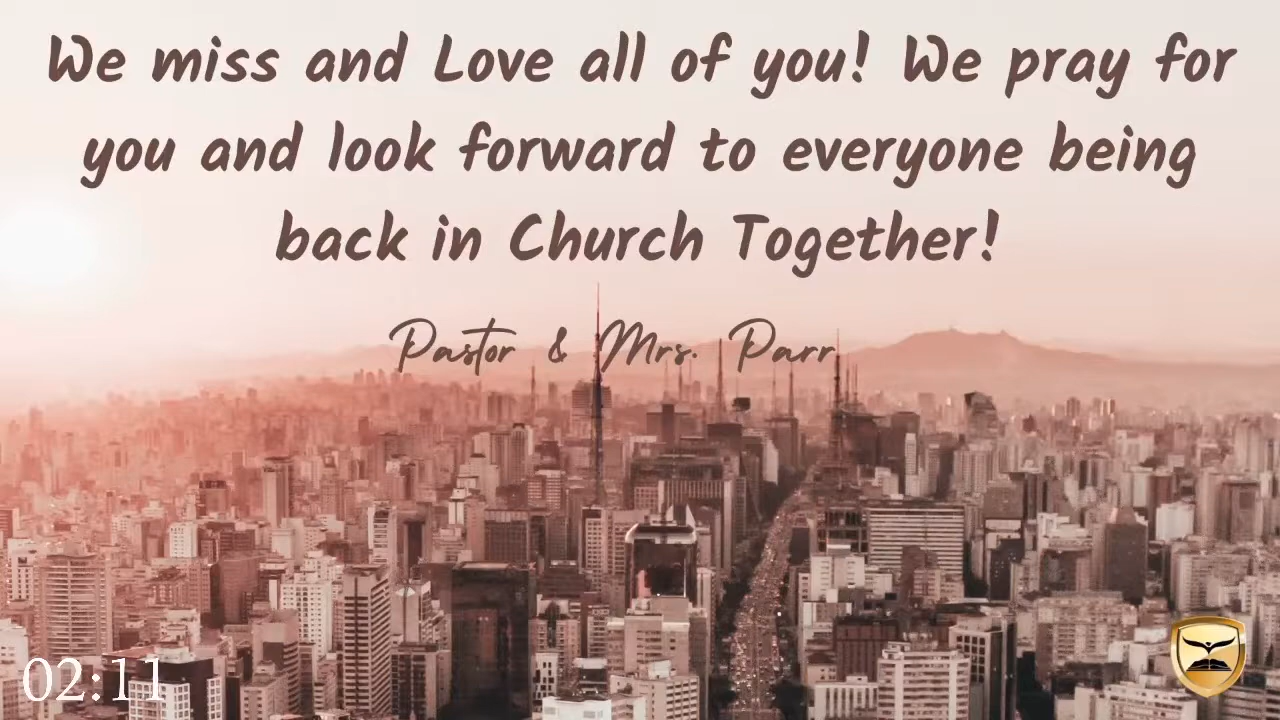 We miss and Love all of you! We pray for
you and look forward to everyone being
back in Church Together!
Pastor & Mrs. Parr
02:11